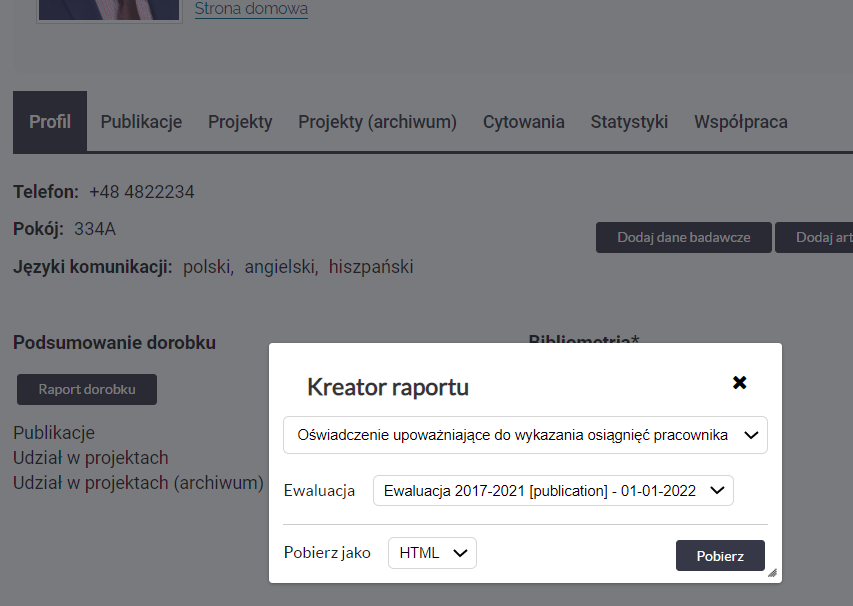 Strona domowa
Profil Publikacje Projekty Projekty (archiwum) Cytowania Statystyki Współpraca
Telefon: +48 4822234
Pokój: 334A
Dodaj dane badawcze Dodaj art
Języki komunikacji: polski, angielski, hiszpański
Podsumowanie dorobku Bibliometria*
Raport dorobku
Publikacje
Udział w projektach
Udział w projektach (archiwum)
Kreator raportu
Oświadczenie upoważniające do wykazania osiągnięć pracownika
Ewaluacja Ewaluacja 2017-2021 [publication] - 01-01-2022
Pobierz jako HTML Pobierz